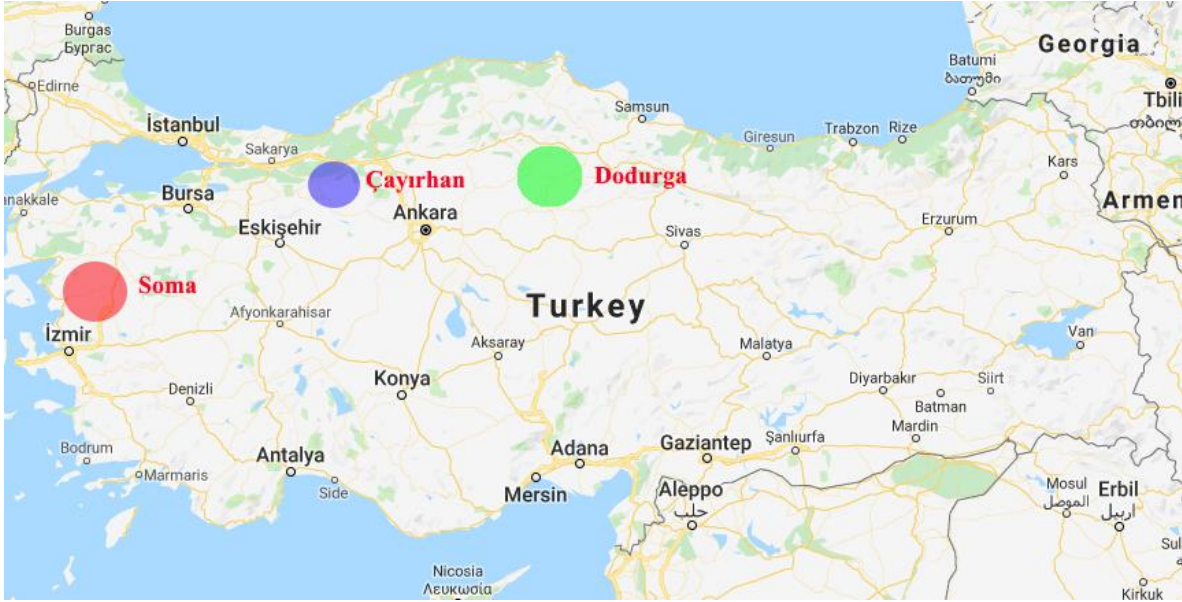 Burgas
Бургас
Edirne
İstanbul
Sakarya
Bursa
anakkale
Eskişehir
Çayırhan
Ankara
Dodurga
Samsun
Giresun
Trabzon
Rize
Batumi
ბათუმი
Georgia
Tbili
თბილ
Kars
Armen
Erzurum
Sivas
Soma
İzmir
Afyonkarahisar
Turkey
Aksaray
Malatya
Van
Konya
Denizli
Diyarbakır
Siirt
Batman
Mardin
Bodrum
Marmaris
Antalya
Side
Adana
Mersin
Gaziantep
Şanlıurfa
Aleppo
حلب
Mosul
الموصل
Erbil
اربيل
Sul
Kirkuk
Nicosia
Λευκωσία